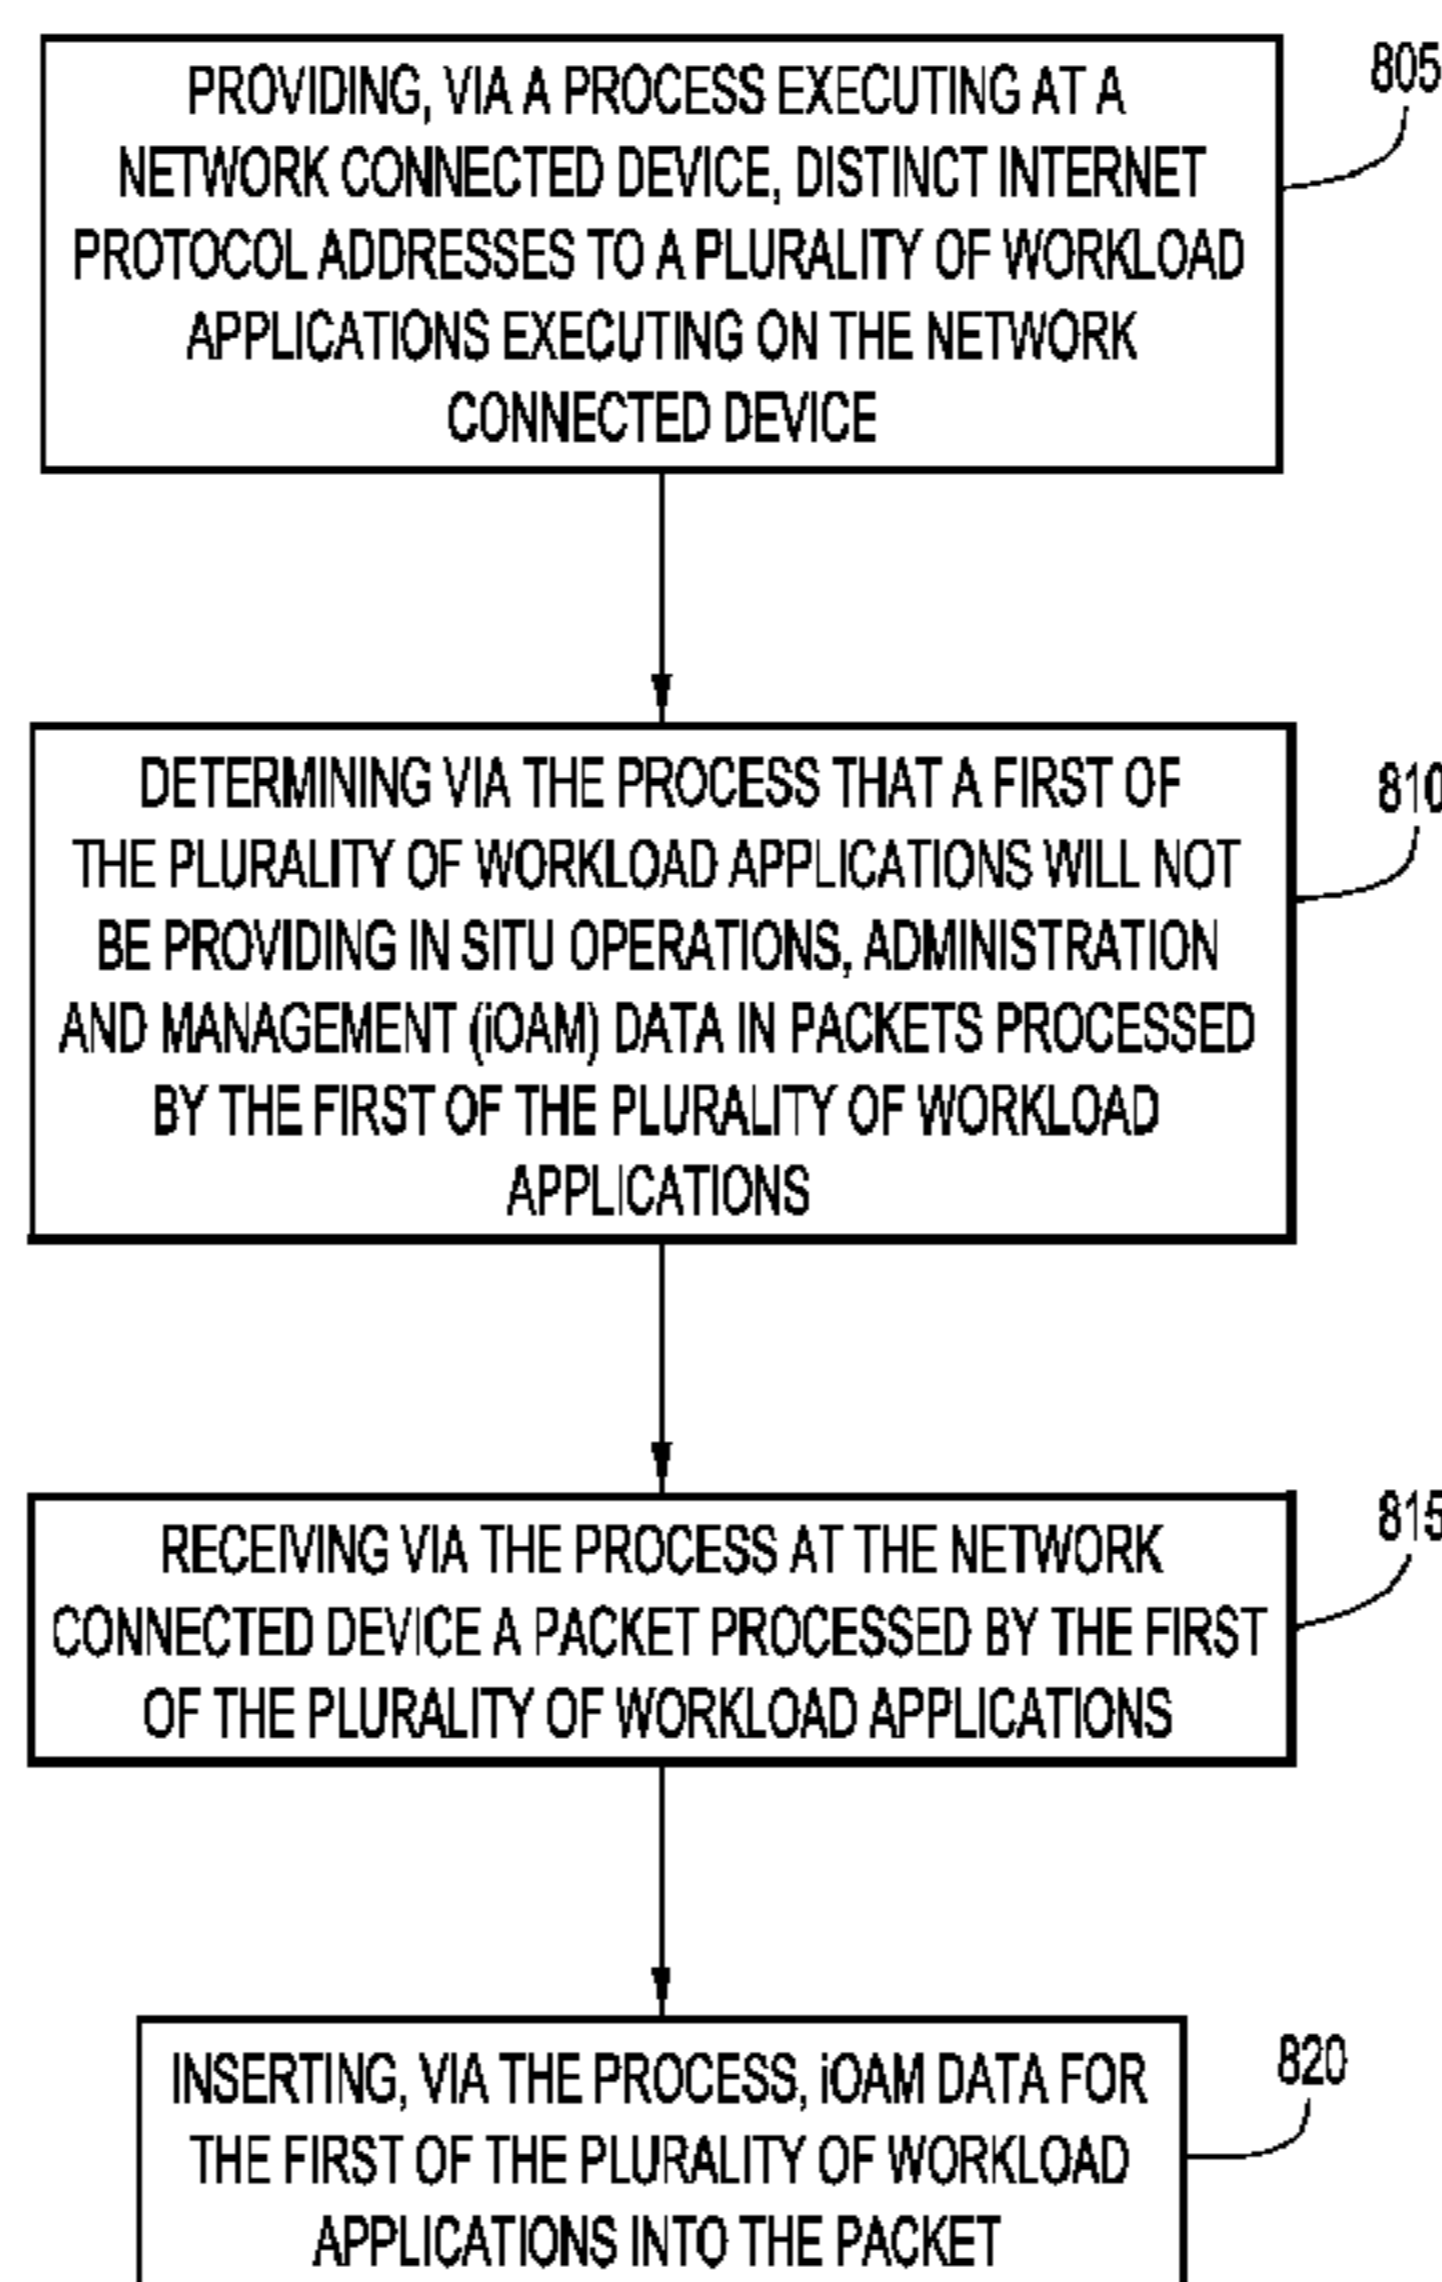 805
PROVIDING, VIA A PROCESS EXECUTING AT A
NETWORK CONNECTED DEVICE, DISTINCT INTERNET
PROTOCOL ADDRESSES TO A PLURALITY OF WORKLOAD
APPLICATIONS EXECUTING ON THE NETWORK
CONNECTED DEVICE
810
DETERMINING VIA THE PROCESS THAT A FIRST OF
THE PLURALITY OF WORKLOAD APPLICATIONS WILL NOT
BE PROVIDING IN SITU OPERATIONS, ADMINISTRATION
AND MANAGEMENT (iOAM) DATA IN PACKETS PROCESSED
BY THE FIRST OF THE PLURALITY OF WORKLOAD
APPLICATIONS
815
RECEIVING VIA THE PROCESS AT THE NETWORK
CONNECTED DEVICE A PACKET PROCESSED BY THE FIRST
OF THE PLURALITY OF WORKLOAD APPLICATIONS
820
INSERTING, VIA THE PROCESS, iOAM DATA FOR
THE FIRST OF THE PLURALITY OF WORKLOAD
APPLICATIONS INTO THE PACKET